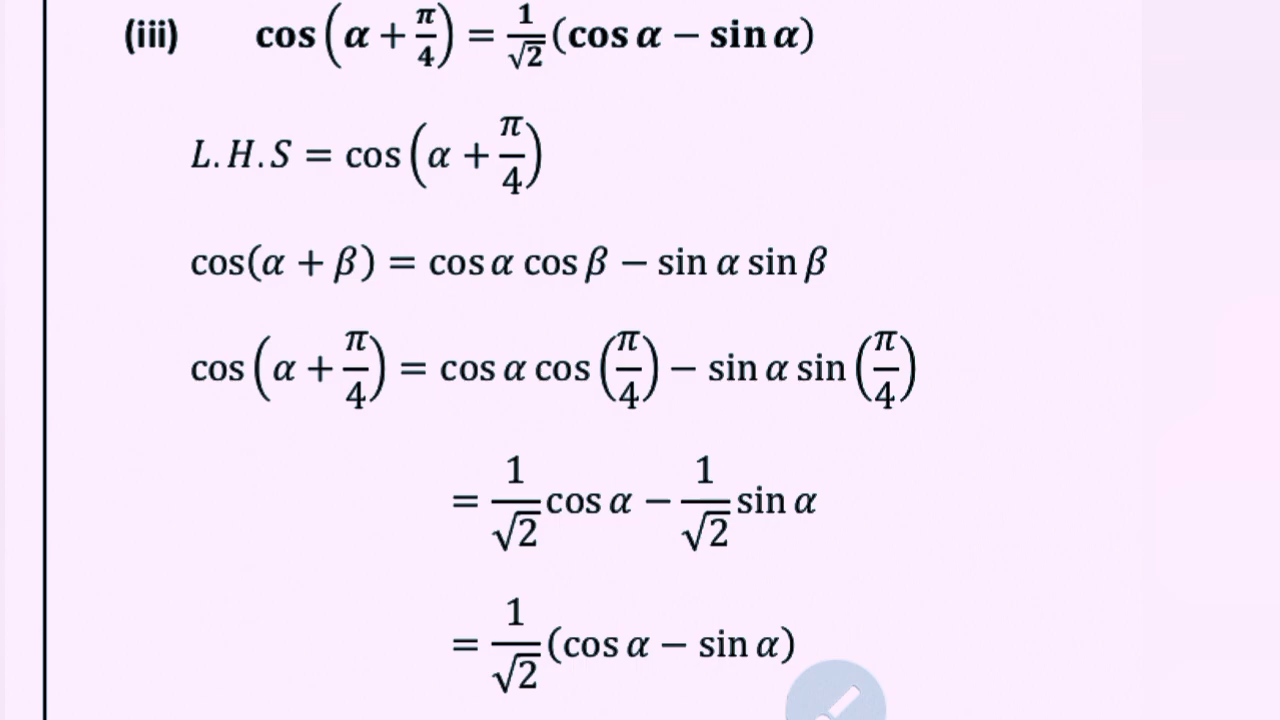 (iii) cos(α + π/4) = 1/√2 (cos α − sin α)
L.H.S = cos(α + π/4)
cos(α + β) = cos α cos β − sin α sin β
cos(α + π/4) = cos α cos(π/4) − sin α sin(π/4)
= 1/√2 cos α − 1/√2 sin α
= 1/√2 (cos α − sin α)